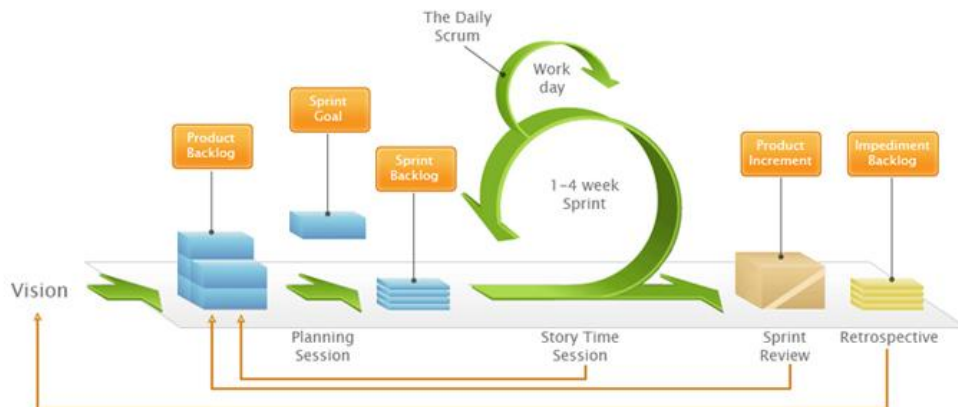 The Daily
Scrum
Work
day
Sprint
Goal
Product
Backlog
Sprint
Backlog
Product
Increment
Impediment
Backlog
1-4 week
Sprint
Vision
Planning
Session
Story Time
Session
Sprint
Review
Retrospective